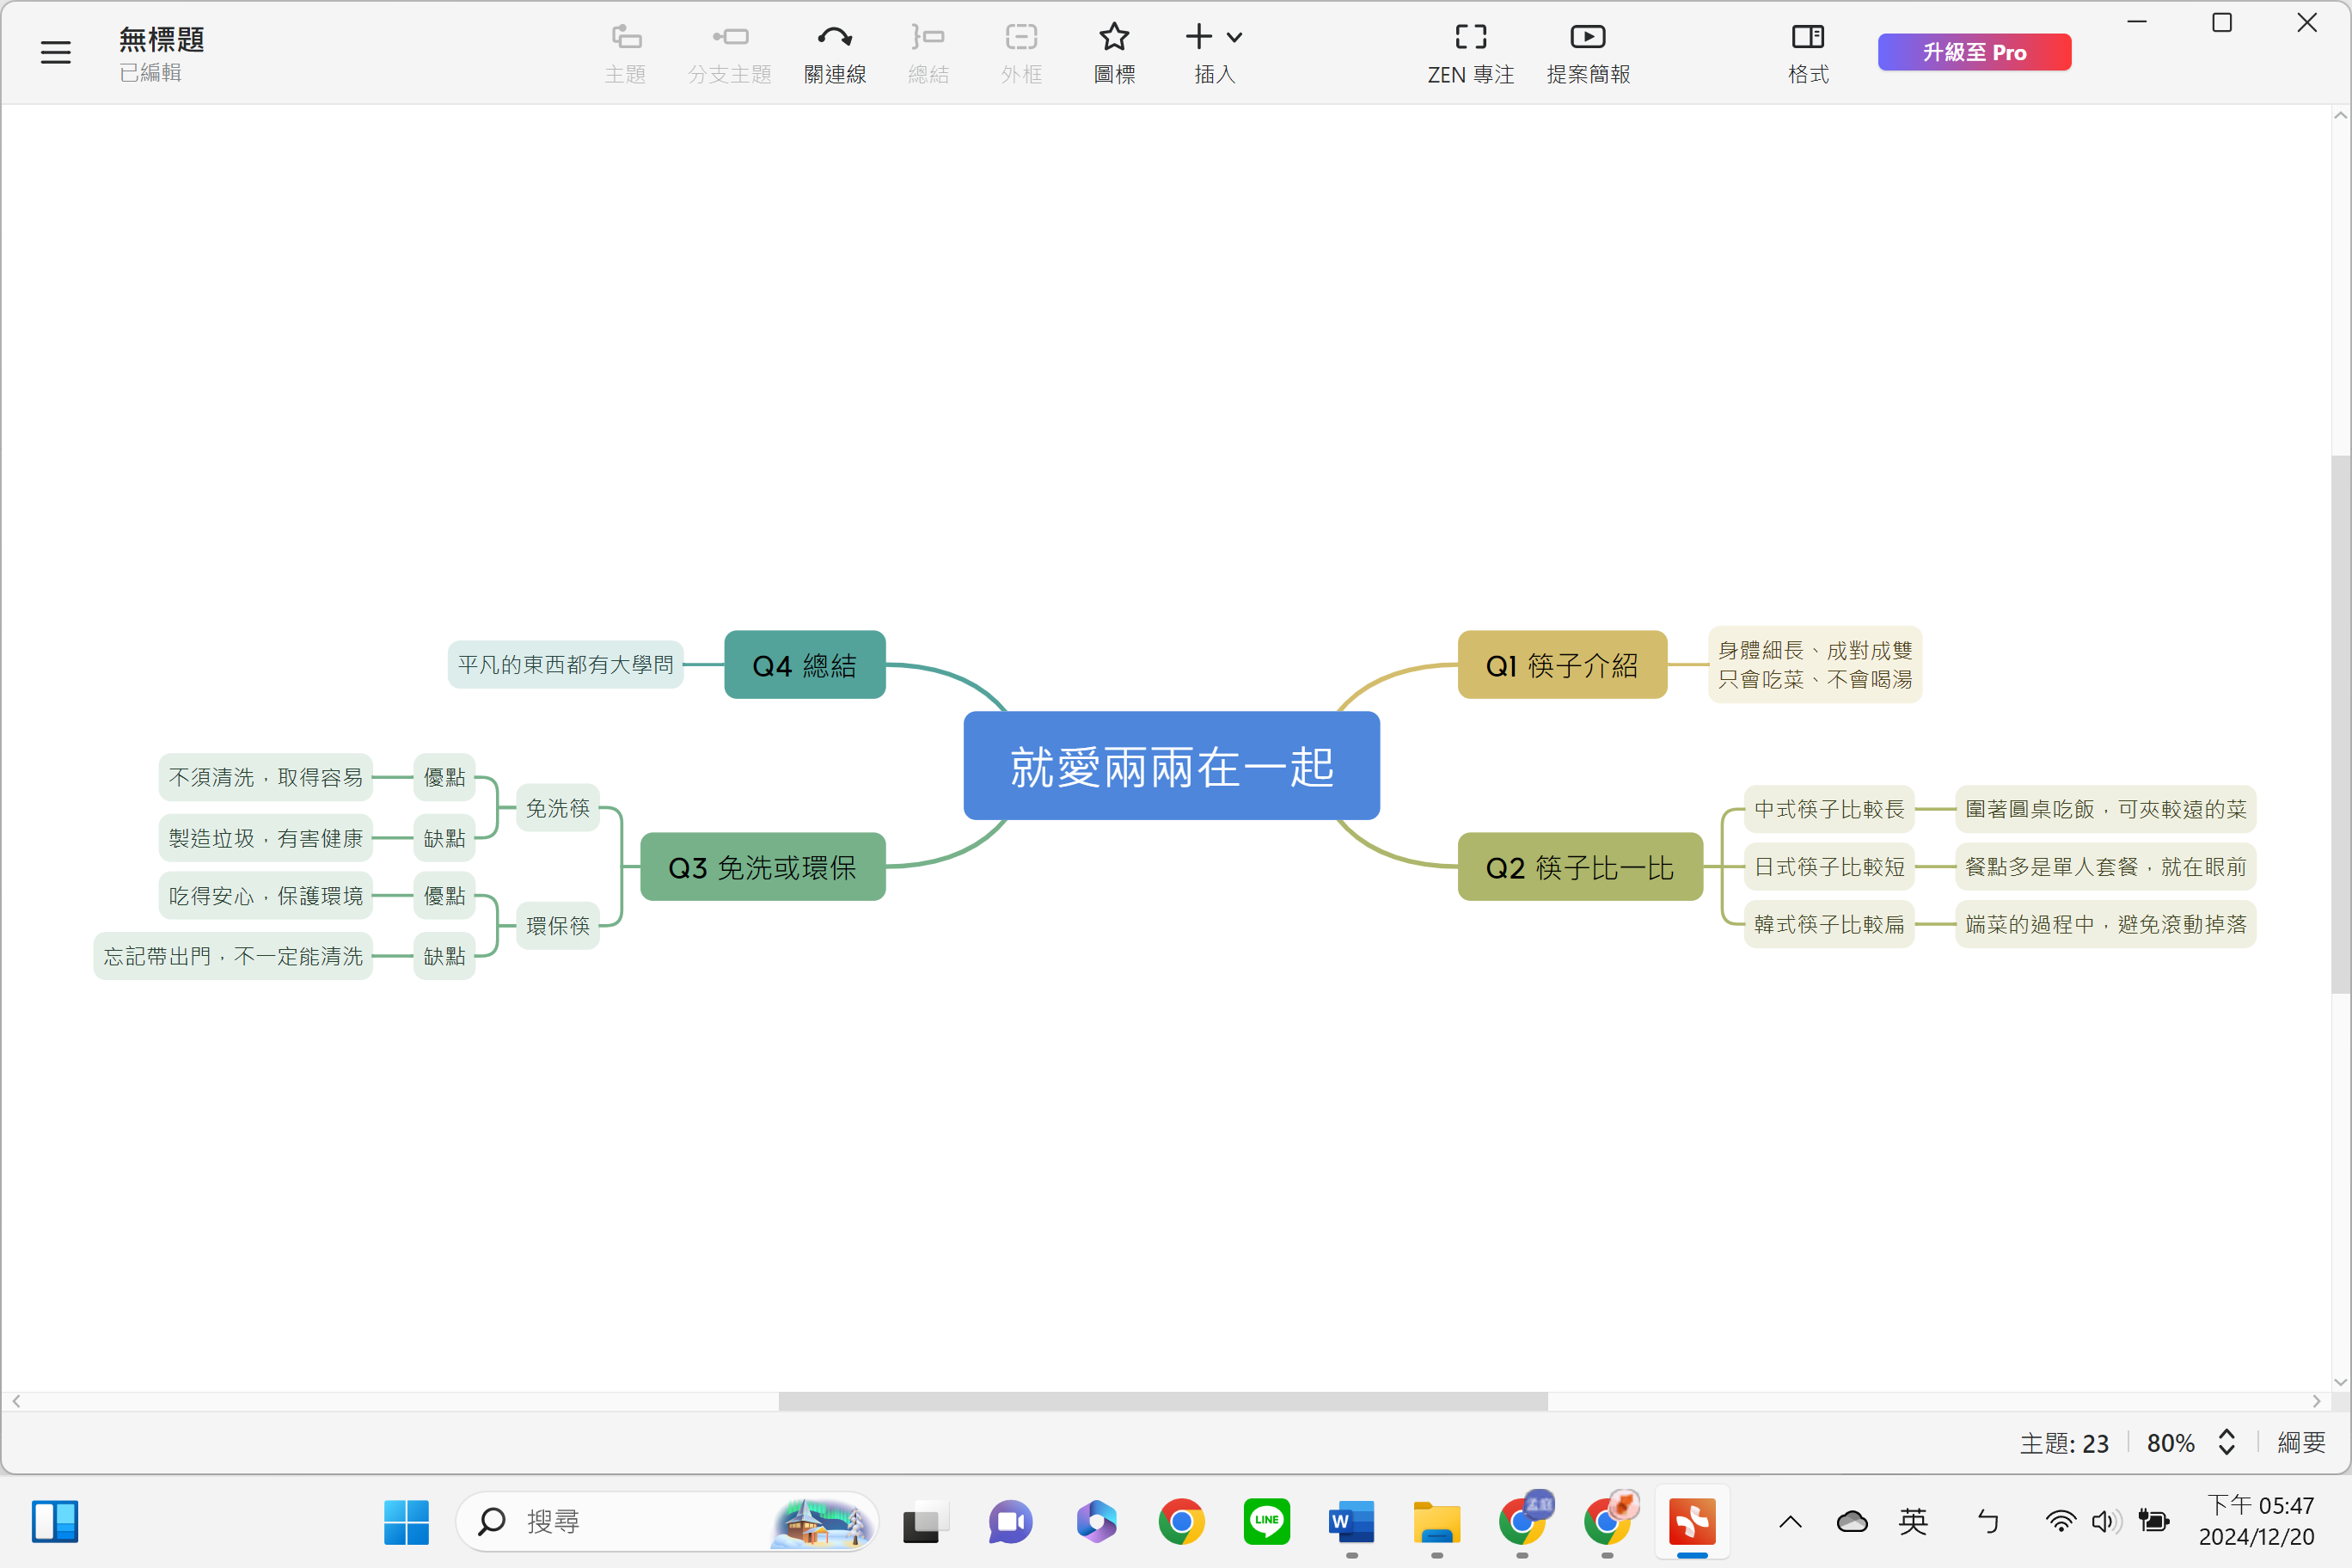 無標題
已編輯
主題
分支主題
關連線
總結
外框
圖標
插入
ZEN 專注
提案簡報
格式
升級至 Pro
就愛兩兩在一起
Q1 筷子介紹
身體細長、成對成雙
只會吃菜、不會喝湯
Q2 筷子比一比
中式筷子比較長
圍著圓桌吃飯，可夾較遠的菜
日式筷子比較短
餐點多是單人套餐，就在眼前
韓式筷子比較扁
端菜的過程中，避免滾動掉落
Q3 免洗或環保
免洗筷
優點
不須清洗，取得容易
缺點
製造垃圾，有害健康
環保筷
優點
吃得安心，保護環境
缺點
忘記帶出門，不一定能清洗
Q4 總結
平凡的東西都有大學問
主題: 23
80%
綱要
搜尋
LINE
W
孟庭
英
ㄅ
下午 05:47
2024/12/20